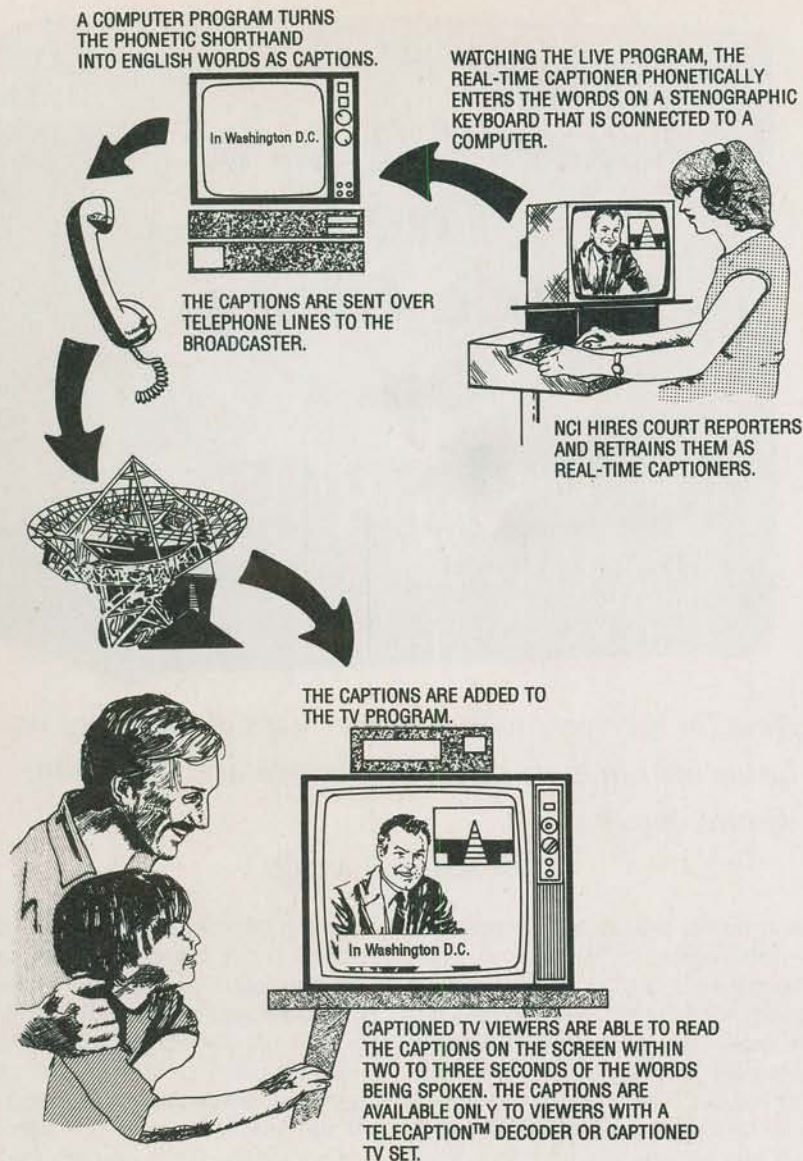 WATCHING THE LIVE PROGRAM, THE
REAL-TIME CAPTIONER PHONETICALLY
ENTERS THE WORDS ON A STENOGRAPHIC
KEYBOARD THAT IS CONNECTED TO A
COMPUTER.
NCI HIRES COURT REPORTERS
AND RETRAINS THEM AS
REAL-TIME CAPTIONERS.
A COMPUTER PROGRAM TURNS
THE PHONETIC SHORTHAND
INTO ENGLISH WORDS AS CAPTIONS.
In Washington D.C.
THE CAPTIONS ARE SENT OVER
TELEPHONE LINES TO THE
BROADCASTER.
THE CAPTIONS ARE ADDED TO
THE TV PROGRAM.
In Washington D.C.
CAPTIONED TV VIEWERS ARE ABLE TO READ
THE CAPTIONS ON THE SCREEN WITHIN
TWO TO THREE SECONDS OF THE WORDS
BEING SPOKEN. THE CAPTIONS ARE
AVAILABLE ONLY TO VIEWERS WITH A
TELECAPTION™ DECODER OR CAPTIONED
TV SET.